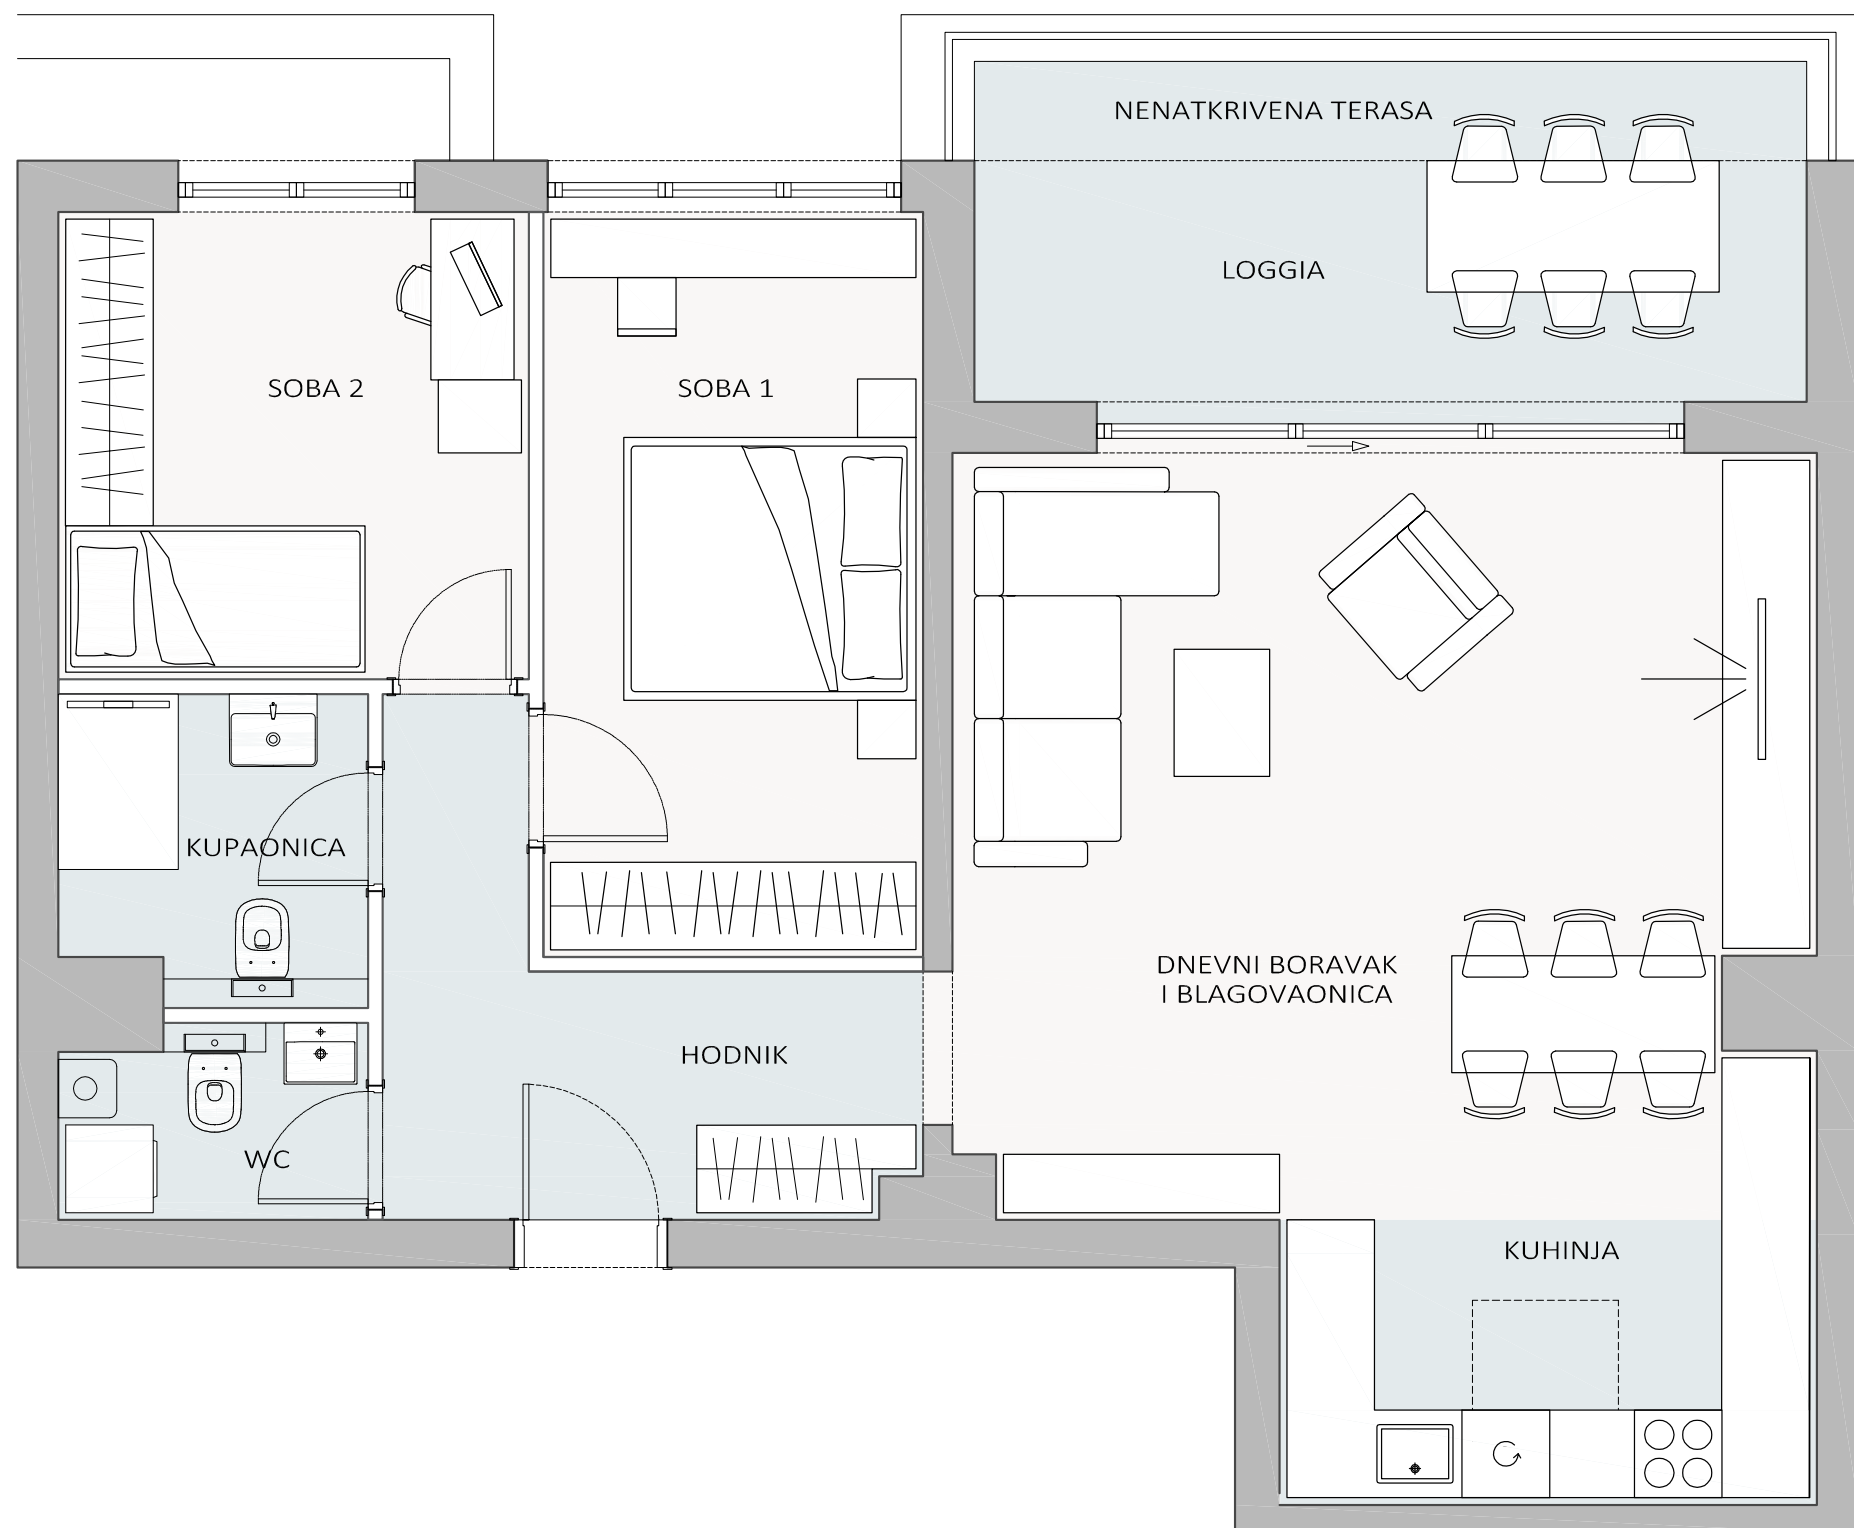 NENATKRIVENA TERASA
LOGGIA
SOBA 2
SOBA 1
KUPAONICA
DNEVNI BORAVAK
I BLAGOVAONICA
HODNIK
WC
KUHINJA